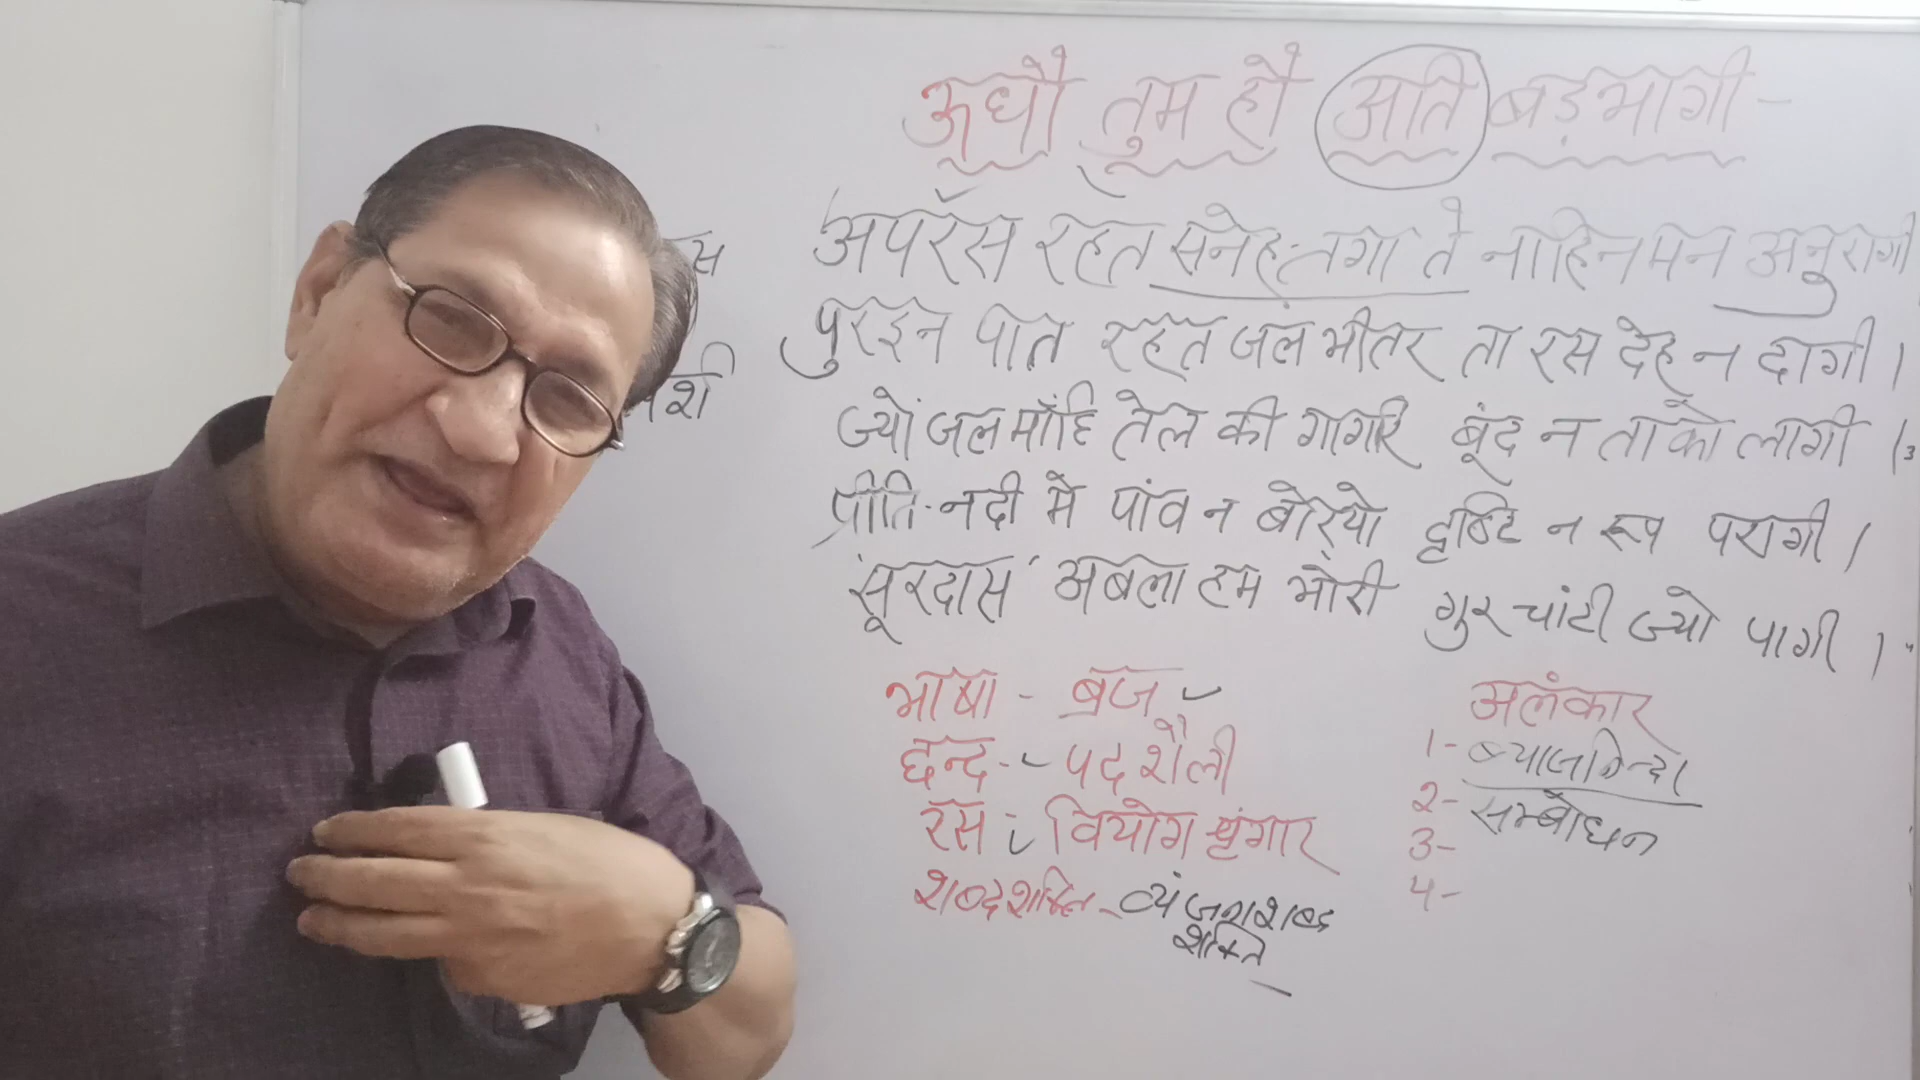 ऊधौ तुम हौ अति बड़भागी -
अपरस रहत सनेह-तगा तें नाहिन मन अनुरागी
पुरइन पात रहत जल भीतर ता रस देह न दागी ।
ज्यों जल माँहि तेल की गागरि बूंद न ताको लागी ।
प्रीति-नदी मे पांव न बोर्यो दृष्टि न रूप परागी ।
'सूरदास' अबला हम भोरी गुर चांटी ज्यो पागी ।
भाषा - ब्रज
छन्द - पद शैली
रस : वियोग श्रृंगार
शब्द शक्ति - व्यंजना शब्द
शक्ति
अलंकार
1- ब्याजनिन्दा
2- सम्बोधन
3-
4-